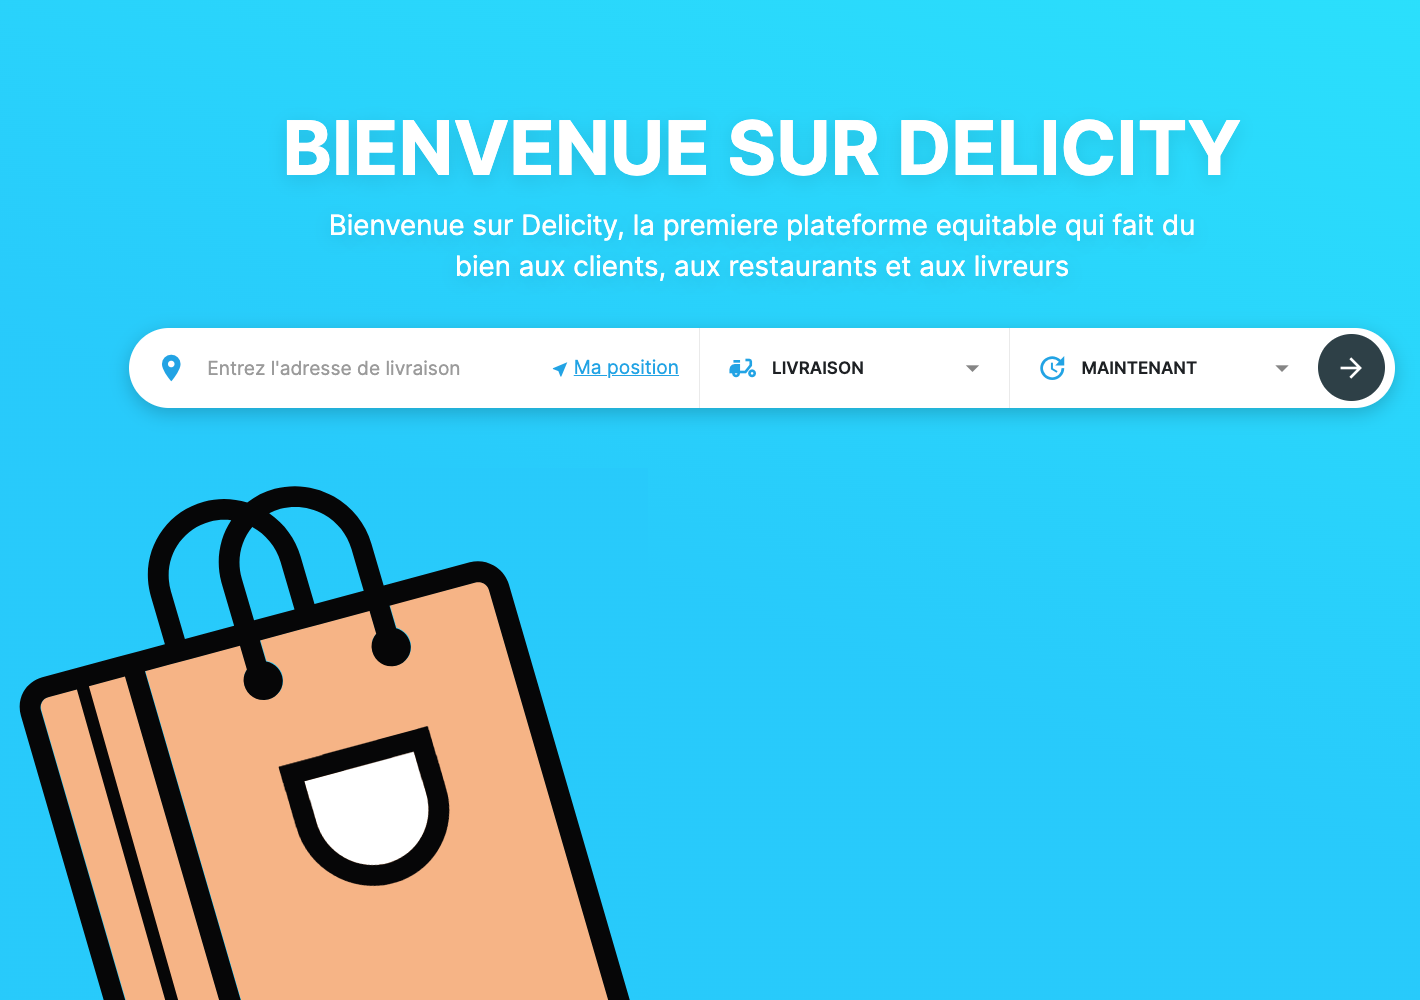 BIENVENUE SUR DELICITY
Bienvenue sur Delicity, la premiere plateforme equitable qui fait du
bien aux clients, aux restaurants et aux livreurs
Entrez l'adresse de livraison
Ma position
LIVRAISON
MAINTENANT